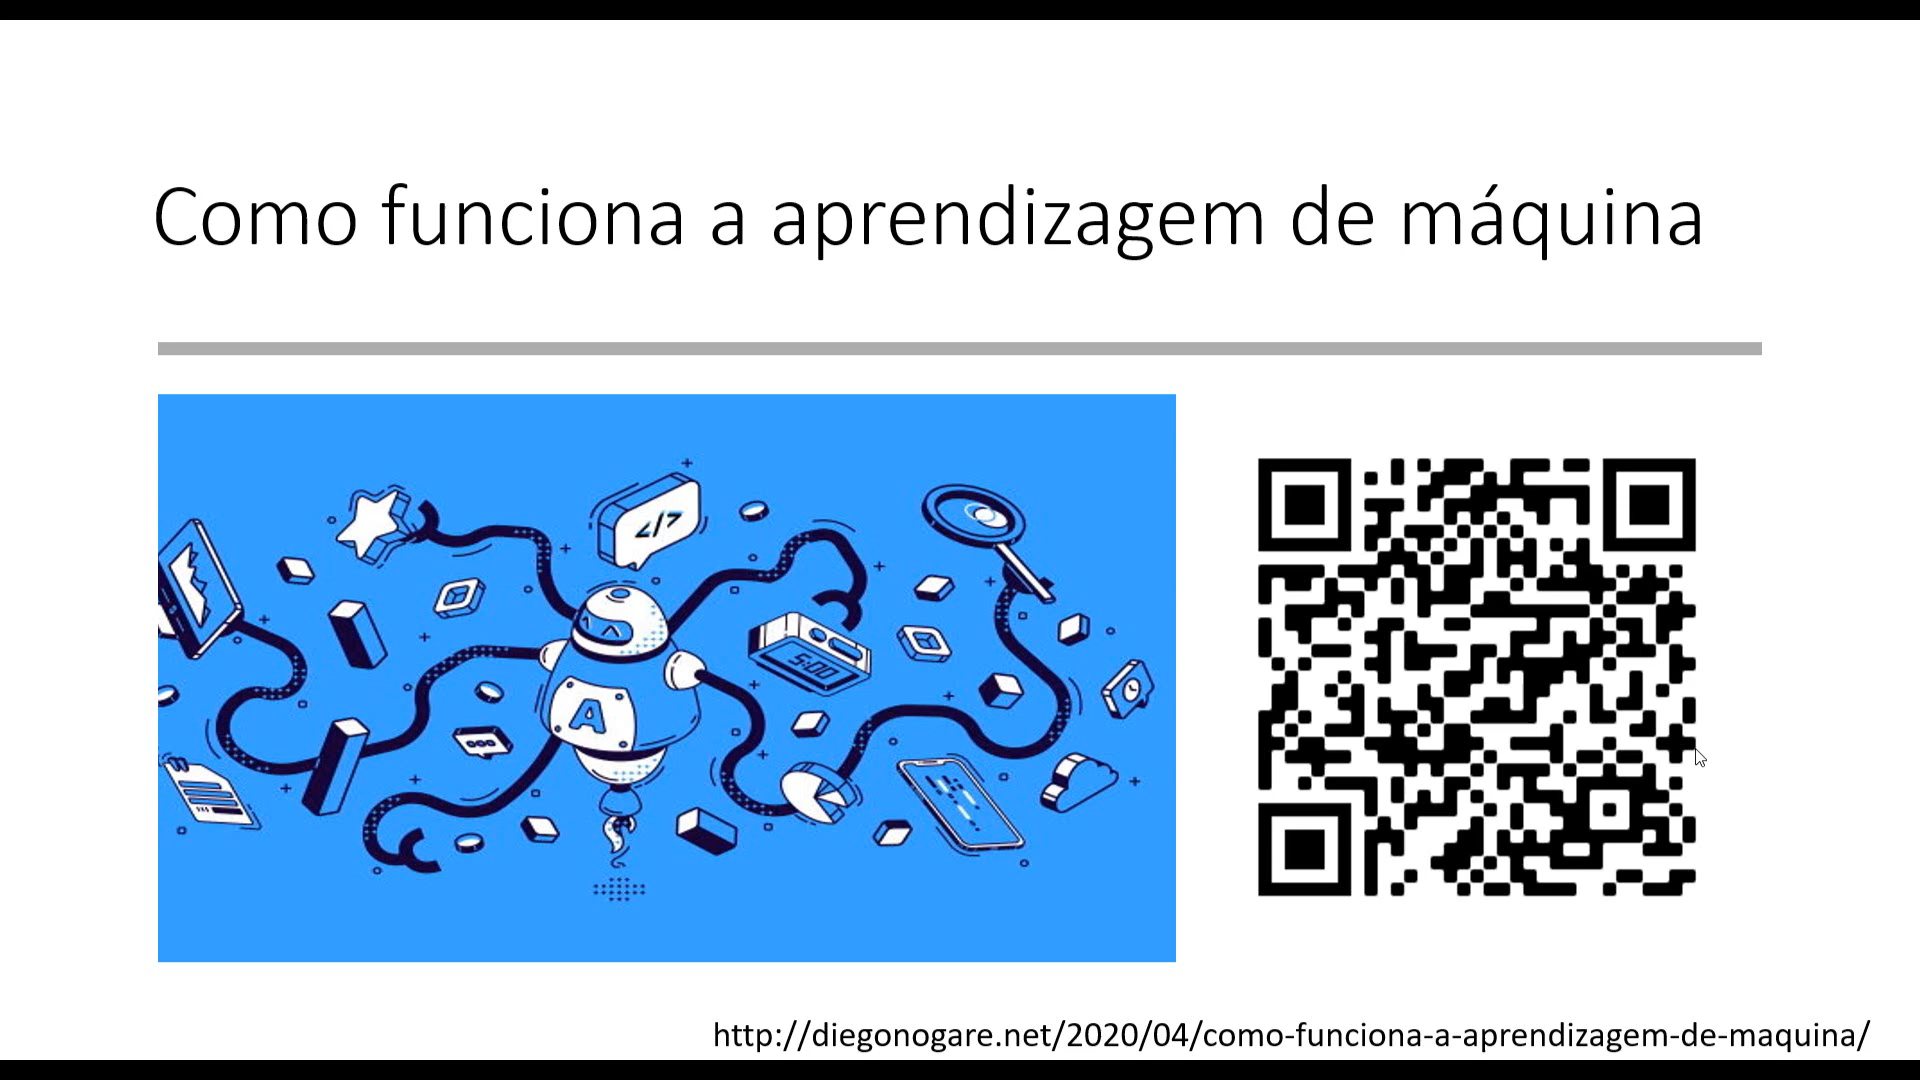 Como funciona a aprendizagem de máquina
</>
5:00
A
http://diegonogare.net/2020/04/como-funciona-a-aprendizagem-de-maquina/